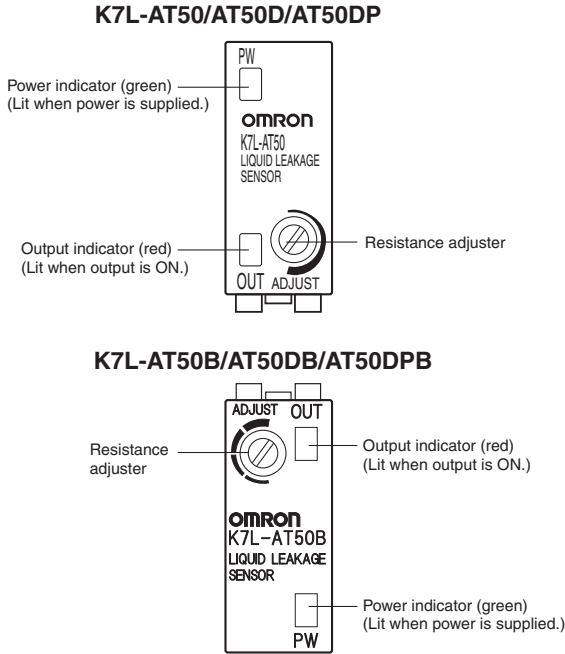 K7L-AT50/AT50D/AT50DP
PW
Power indicator (green)
(Lit when power is supplied.)
OMRON
K7L-AT50
LIQUID LEAKAGE
SENSOR
Output indicator (red)
(Lit when output is ON.)
Resistance adjuster
OUT ADJUST
K7L-AT50B/AT50DB/AT50DPB
ADJUST OUT
Resistance
adjuster
Output indicator (red)
(Lit when output is ON.)
OMRON
K7L-AT50B
LIQUID LEAKAGE
SENSOR
Power indicator (green)
(Lit when power is supplied.)
PW